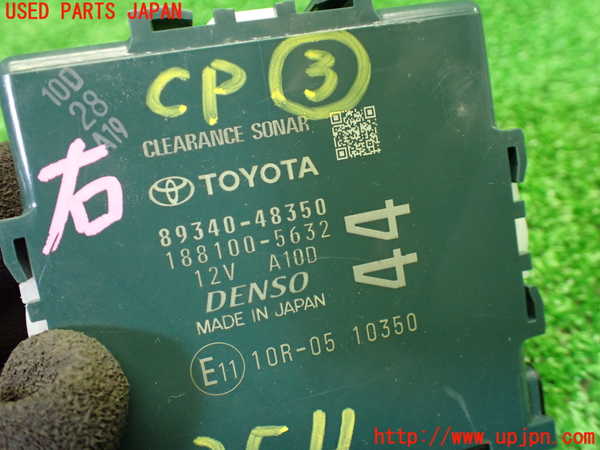 USED PARTS JAPAN
10D
28
A19
CP ③
CLEARANCE SONAR
右
TOYOTA
89340-48350
188100-5632
12V A10D
44
DENSO
MADE IN JAPAN
E11 10R-05 10350
http://www.upjpn.com